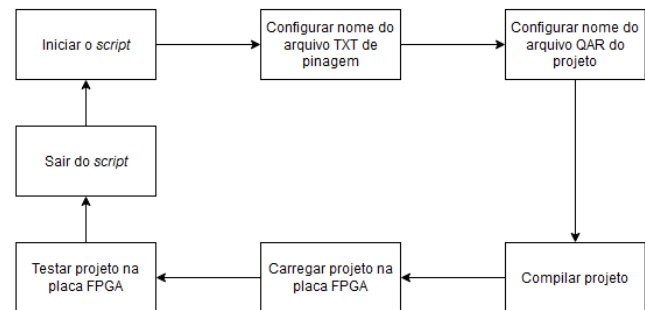 Iniciar o script
Configurar nome do
arquivo TXT de
pinagem
Configurar nome do
arquivo QAR do
projeto
Sair do script
Testar projeto na
placa FPGA
Carregar projeto na
placa FPGA
Compilar projeto